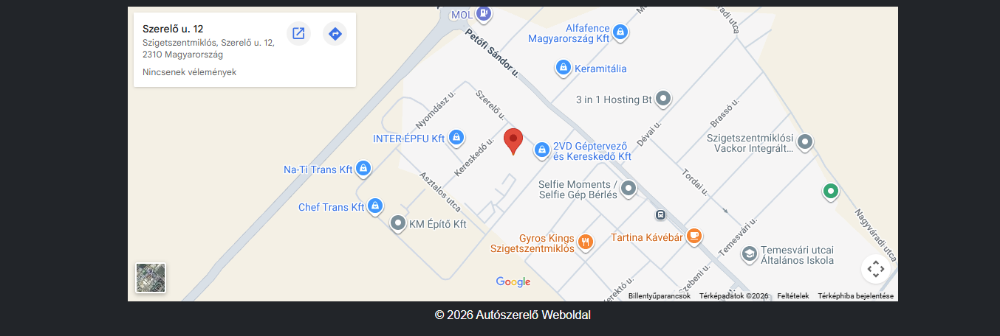 MOL
Szerelő u. 12
Szigetszentmiklós, Szerelő u. 12,
2310 Magyarország
Nincsenek vélemények
Alfafence
Magyarország Kft
Petőfi Sándor u.
Keramitália
3 in 1 Hosting Bt
Nyomdász u.
Szerelő u.
Brassó u.
Dévai u.
INTER-ÉPFU Kft
Kereskedő u.
2VD Géptervező
és Kereskedő Kft
Szigetszentmiklósi
Vackor Integrált...
Na-Ti Trans Kft
Asztalos utca
Tordai u.
Selfie Moments /
Selfie Gép Bérlés
Chef Trans Kft
KM Építő Kft
Nagyváradi utca
Temesvári u.
Gyros Kings
Szigetszentmiklós
Tartina Kávébár
Temesvári utcai
Általános Iskola
Szebeni u.
Google
Billentyűparancsok
Térképadatok ©2026
Feltételek
Térképhiba bejelentése
© 2026 Autószerelő Weboldal